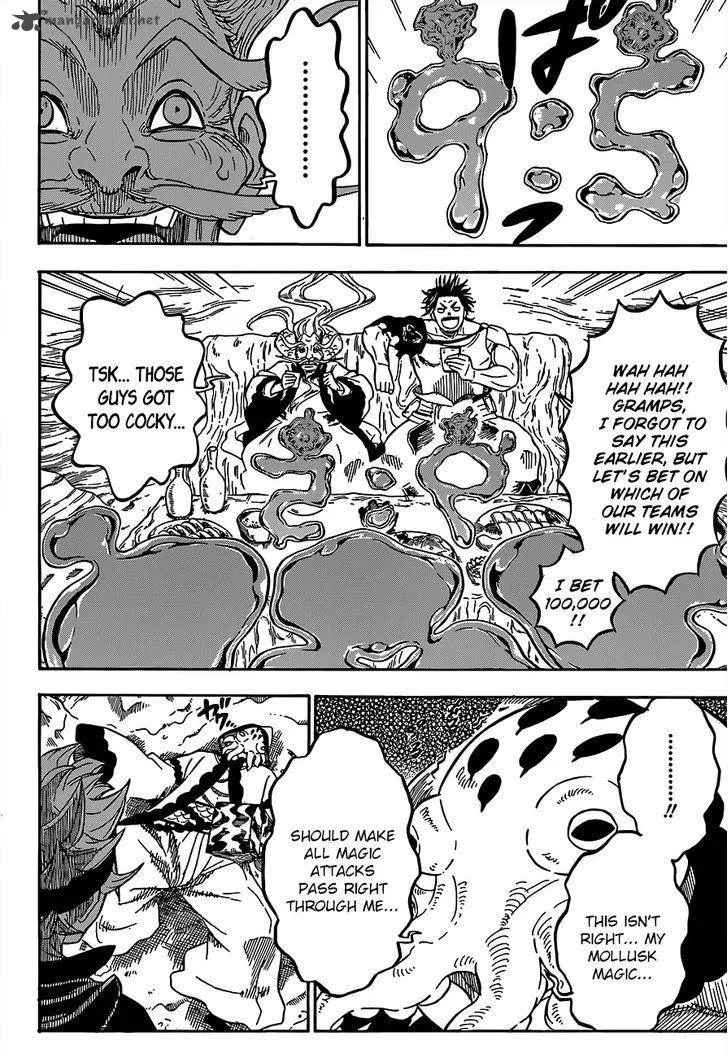 mangareader.net
ぱっ
5:9
.........
WAH HAH
HAH HAH!!
GRAMPS,
I FORGOT TO
SAY THIS
EARLIER, BUT
LET'S BET ON
WHICH OF
OUR TEAMS
WILL WIN!!
I BET
100,000
!!
TSK... THOSE
GUYS GOT
TOO COCKY...
.........
!!
THIS ISN'T
RIGHT... MY
MOLLUSK
MAGIC...
SHOULD MAKE
ALL MAGIC
ATTACKS
PASS RIGHT
THROUGH ME...